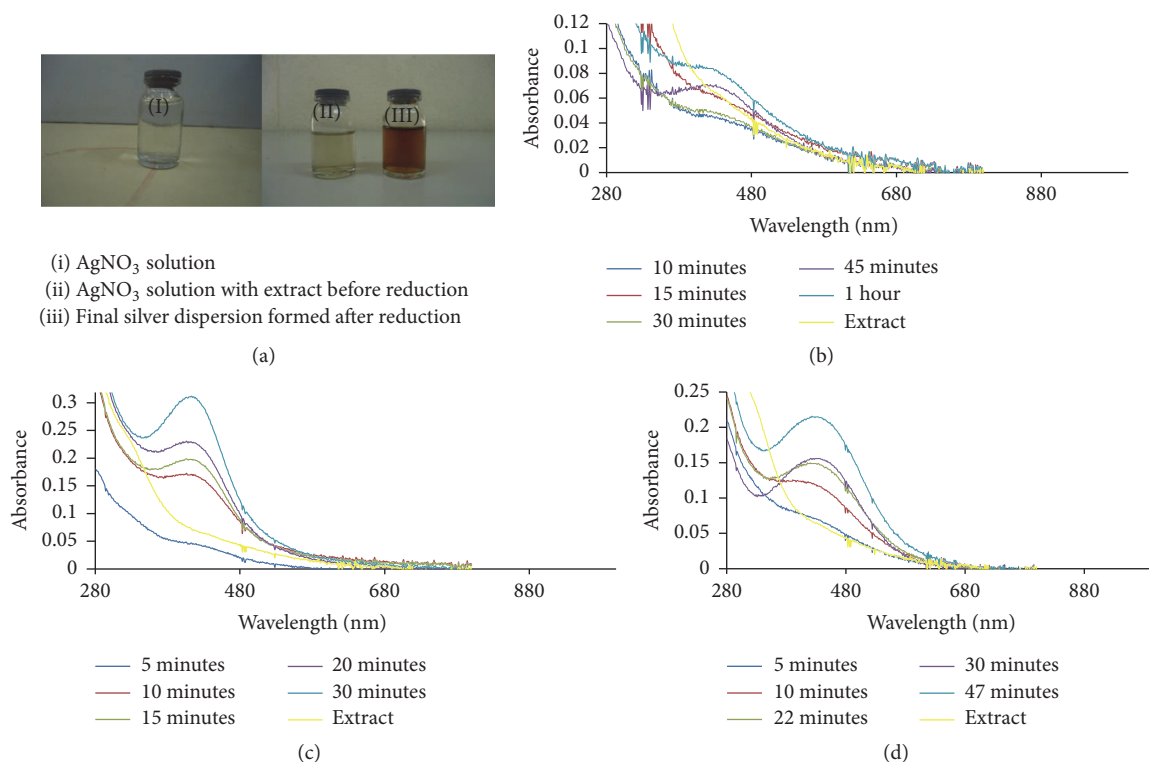 (I)
(II)
(III)
(i) AgNO₃ solution
(ii) AgNO₃ solution with extract before reduction
(iii) Final silver dispersion formed after reduction
(a)
0.12
0.1
0.08
0.06
0.04
0.02
0
Absorbance
280 480 680 880
Wavelength (nm)
10 minutes
15 minutes
30 minutes
45 minutes
1 hour
Extract
(b)
0.3
0.25
0.2
0.15
0.1
0.05
0
Absorbance
280 480 680 880
Wavelength (nm)
5 minutes
10 minutes
15 minutes
20 minutes
30 minutes
Extract
(c)
0.25
0.2
0.15
0.1
0.05
0
Absorbance
280 480 680 880
Wavelength (nm)
5 minutes
10 minutes
22 minutes
30 minutes
47 minutes
Extract
(d)